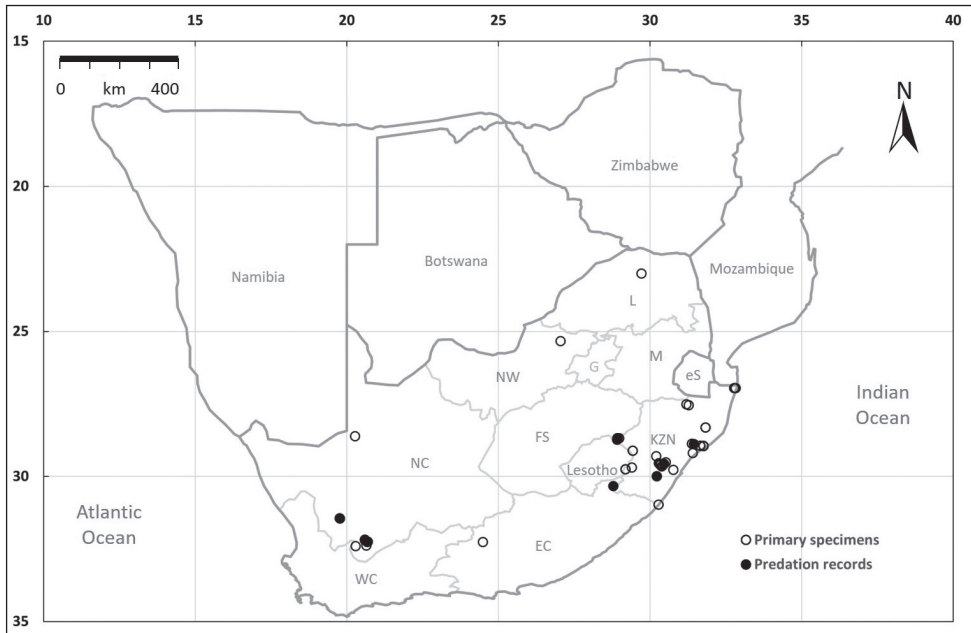 10 15 20 25 30 35 40
15
0 km 400
N
Zimbabwe
20
Namibia
Botswana
Mozambique
L
25
NW
G
M
eS
Indian
Ocean
FS
KZN
NC
Lesotho
30
Atlantic
Ocean
EC
Primary specimens
WC
Predation records
35